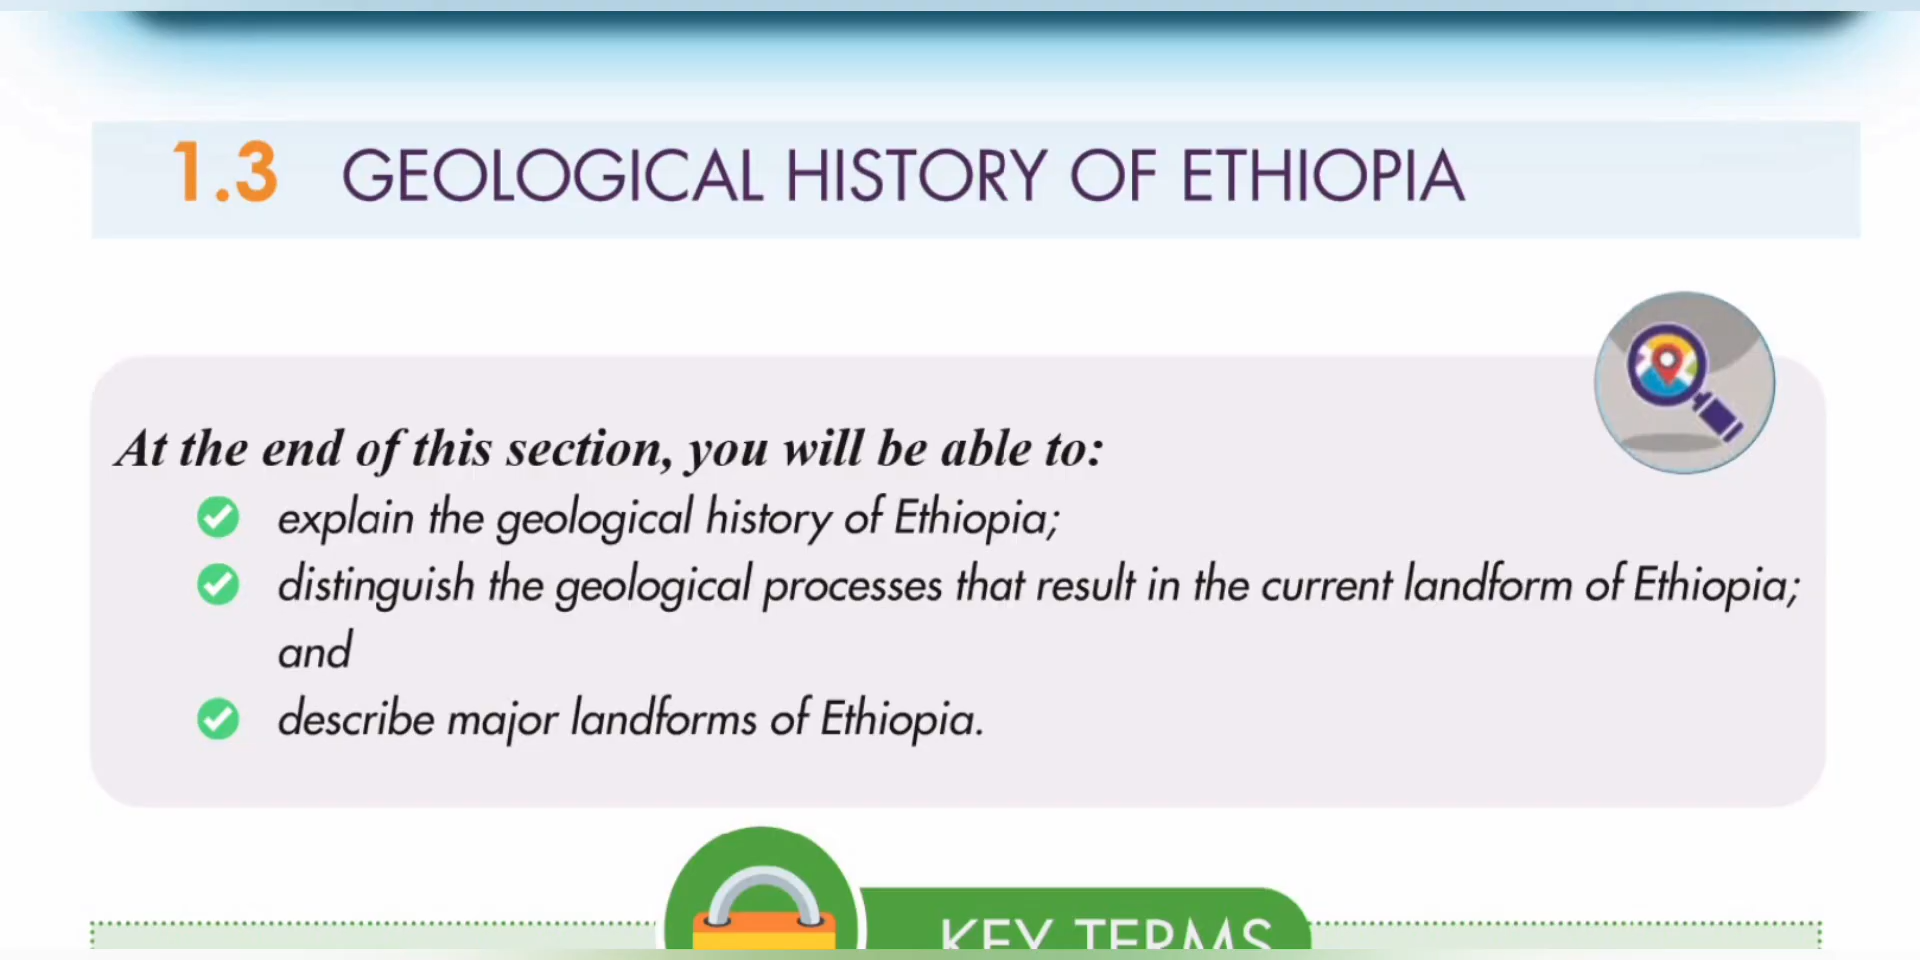 1.3 GEOLOGICAL HISTORY OF ETHIOPIA
At the end of this section, you will be able to:
explain the geological history of Ethiopia;
distinguish the geological processes that result in the current landform of Ethiopia;
and
describe major landforms of Ethiopia.
KEY TERMS